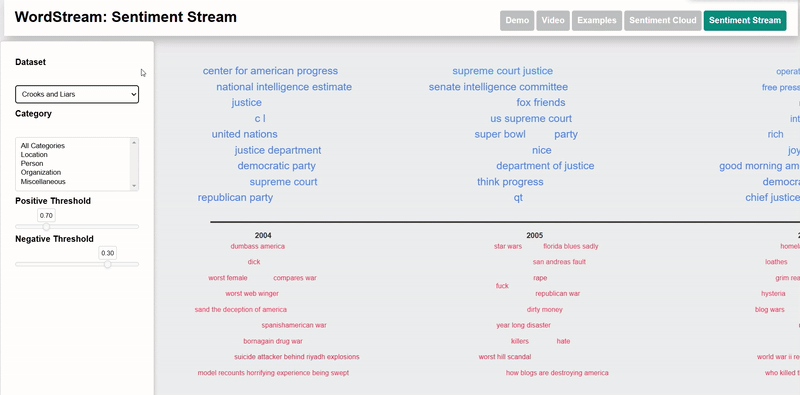 WordStream: Sentiment Stream
Demo Video Examples Sentiment Cloud Sentiment Stream
Dataset
Crooks and Liars
Category
All Categories
Location
Person
Organization
Miscellaneous
Positive Threshold
0.70
Negative Threshold
0.30
center for american progress supreme court justice operat
national intelligence estimate senate intelligence committee free press
justice fox friends
c l us supreme court int
united nations super bowl party rich
justice department nice joy
democratic party department of justice good morning am
supreme court think progress democra
republican party qt chief justice
2004 2005 2
dumbass america star wars florida blues sadly homela
dick san andreas fault loathes
worst female compares war rape grim rea
fuck
worst web winger republican war hysteria
sand the deception of america dirty money blog wars
spanishamerican war year long disaster
bornagain drug war killers hate
suicide attacker behind riyadh explosions worst hill scandal world war ii re
model recounts horrifying experience being swept how blogs are destroying america who killed t